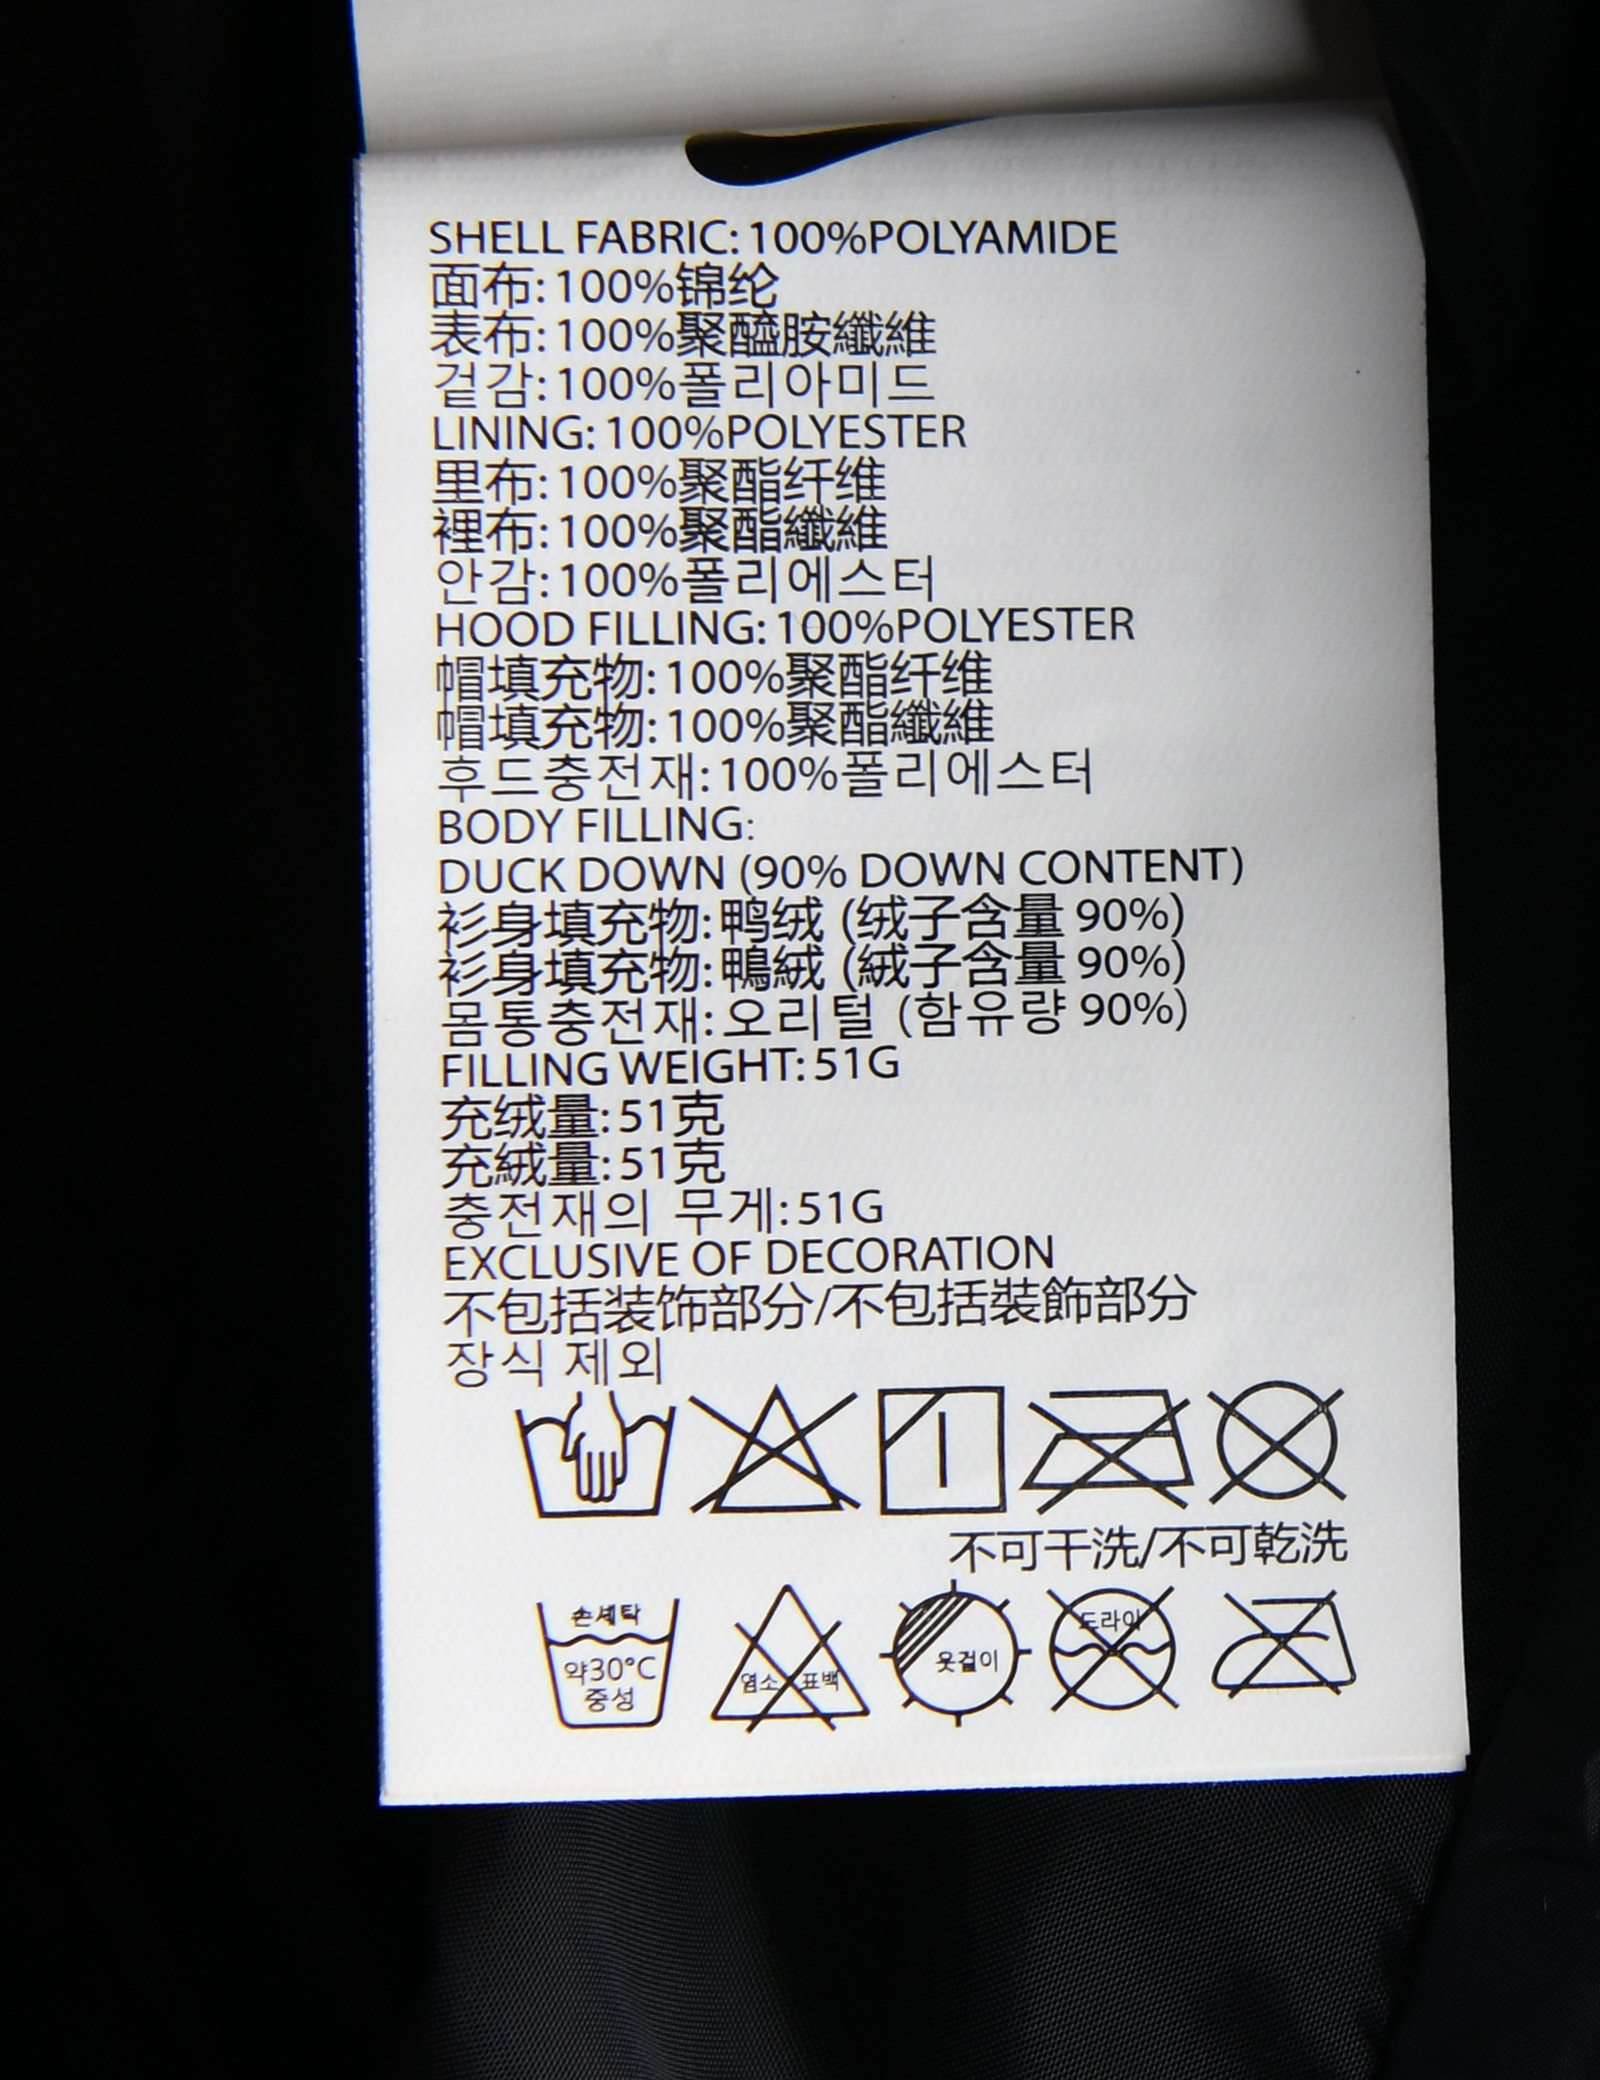 SHELL FABRIC: 100%POLYAMIDE
面布: 100%锦纶
表布: 100%聚醯胺纖維
겉감: 100%폴리아미드
LINING: 100%POLYESTER
里布: 100%聚酯纤维
裡布: 100%聚酯纖維
안감: 100%폴리에스터
HOOD FILLING: 100%POLYESTER
帽填充物: 100%聚酯纤维
帽填充物: 100%聚酯纖維
후드충전재: 100%폴리에스터
BODY FILLING:
DUCK DOWN (90% DOWN CONTENT)
衫身填充物: 鸭绒 (绒子含量 90%)
衫身填充物: 鴨絨 (絨子含量 90%)
몸통충전재: 오리털 (함유량 90%)
FILLING WEIGHT: 51G
充绒量: 51克
充絨量: 51克
충전재의 무게: 51G
EXCLUSIVE OF DECORATION
不包括装饰部分/不包括裝飾部分
장식 제외
不可干洗/不可乾洗
손세탁
약30°C
중성
염소 표백
옷걸이
드라이